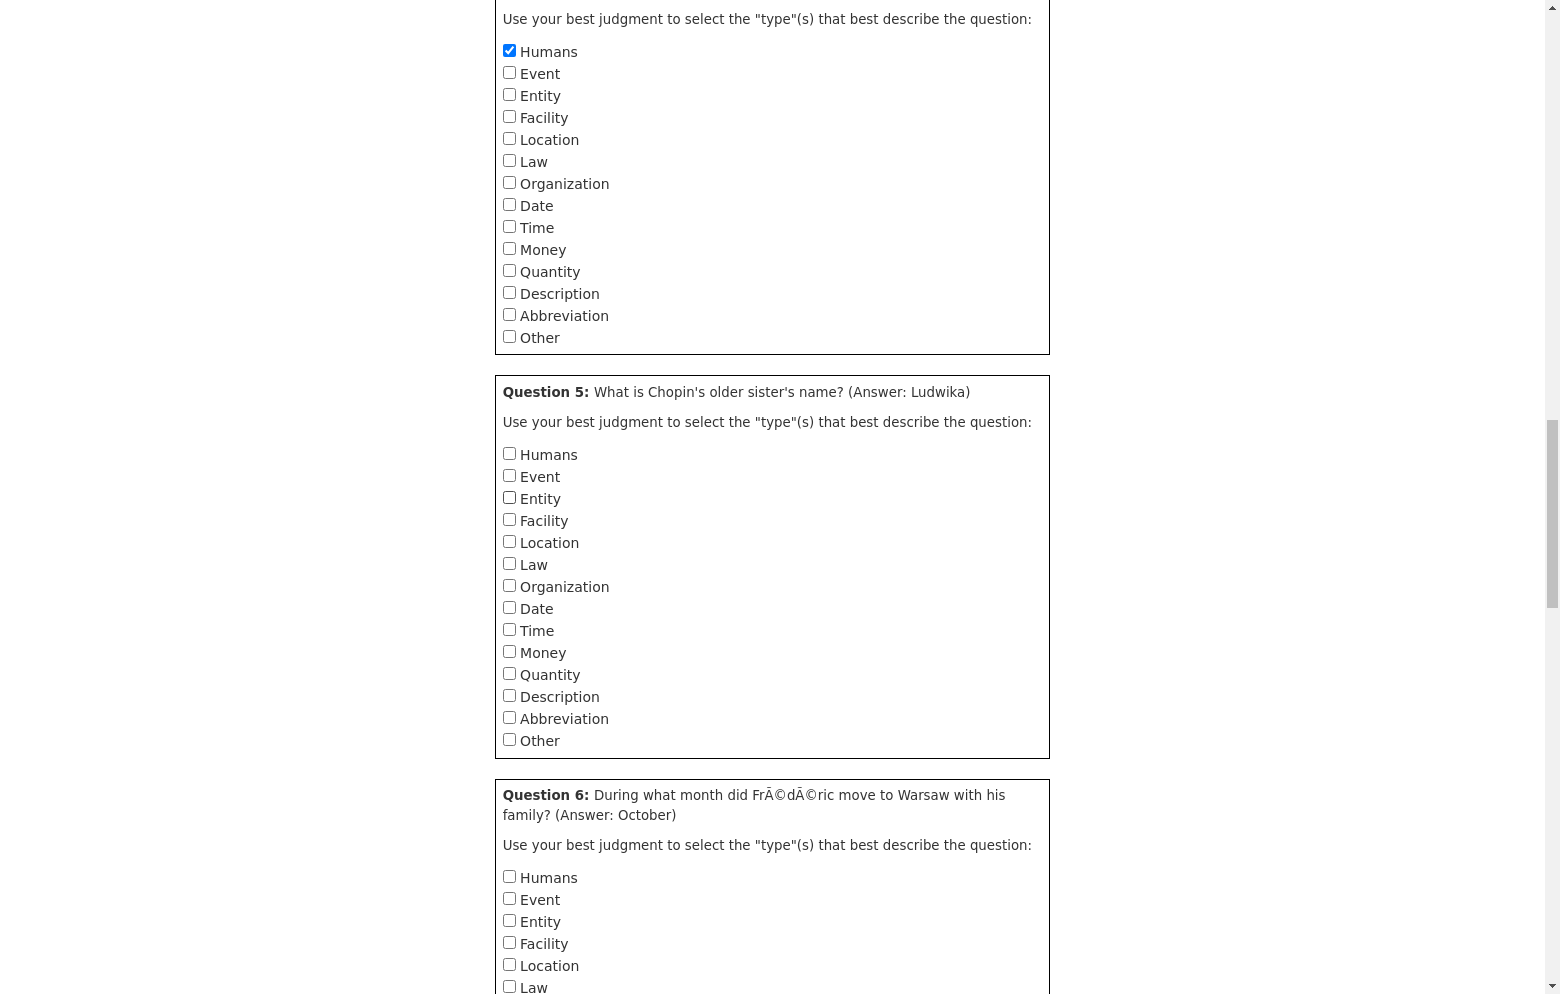 Use your best judgment to select the "type"(s) that best describe the question:
Humans
Event
Entity
Facility
Location
Law
Organization
Date
Time
Money
Quantity
Description
Abbreviation
Other
Question 5: What is Chopin's older sister's name? (Answer: Ludwika)
Use your best judgment to select the "type"(s) that best describe the question:
Humans
Event
Entity
Facility
Location
Law
Organization
Date
Time
Money
Quantity
Description
Abbreviation
Other
Question 6: During what month did FrÃ©dÃ©ric move to Warsaw with his
family? (Answer: October)
Use your best judgment to select the "type"(s) that best describe the question:
Humans
Event
Entity
Facility
Location
Law